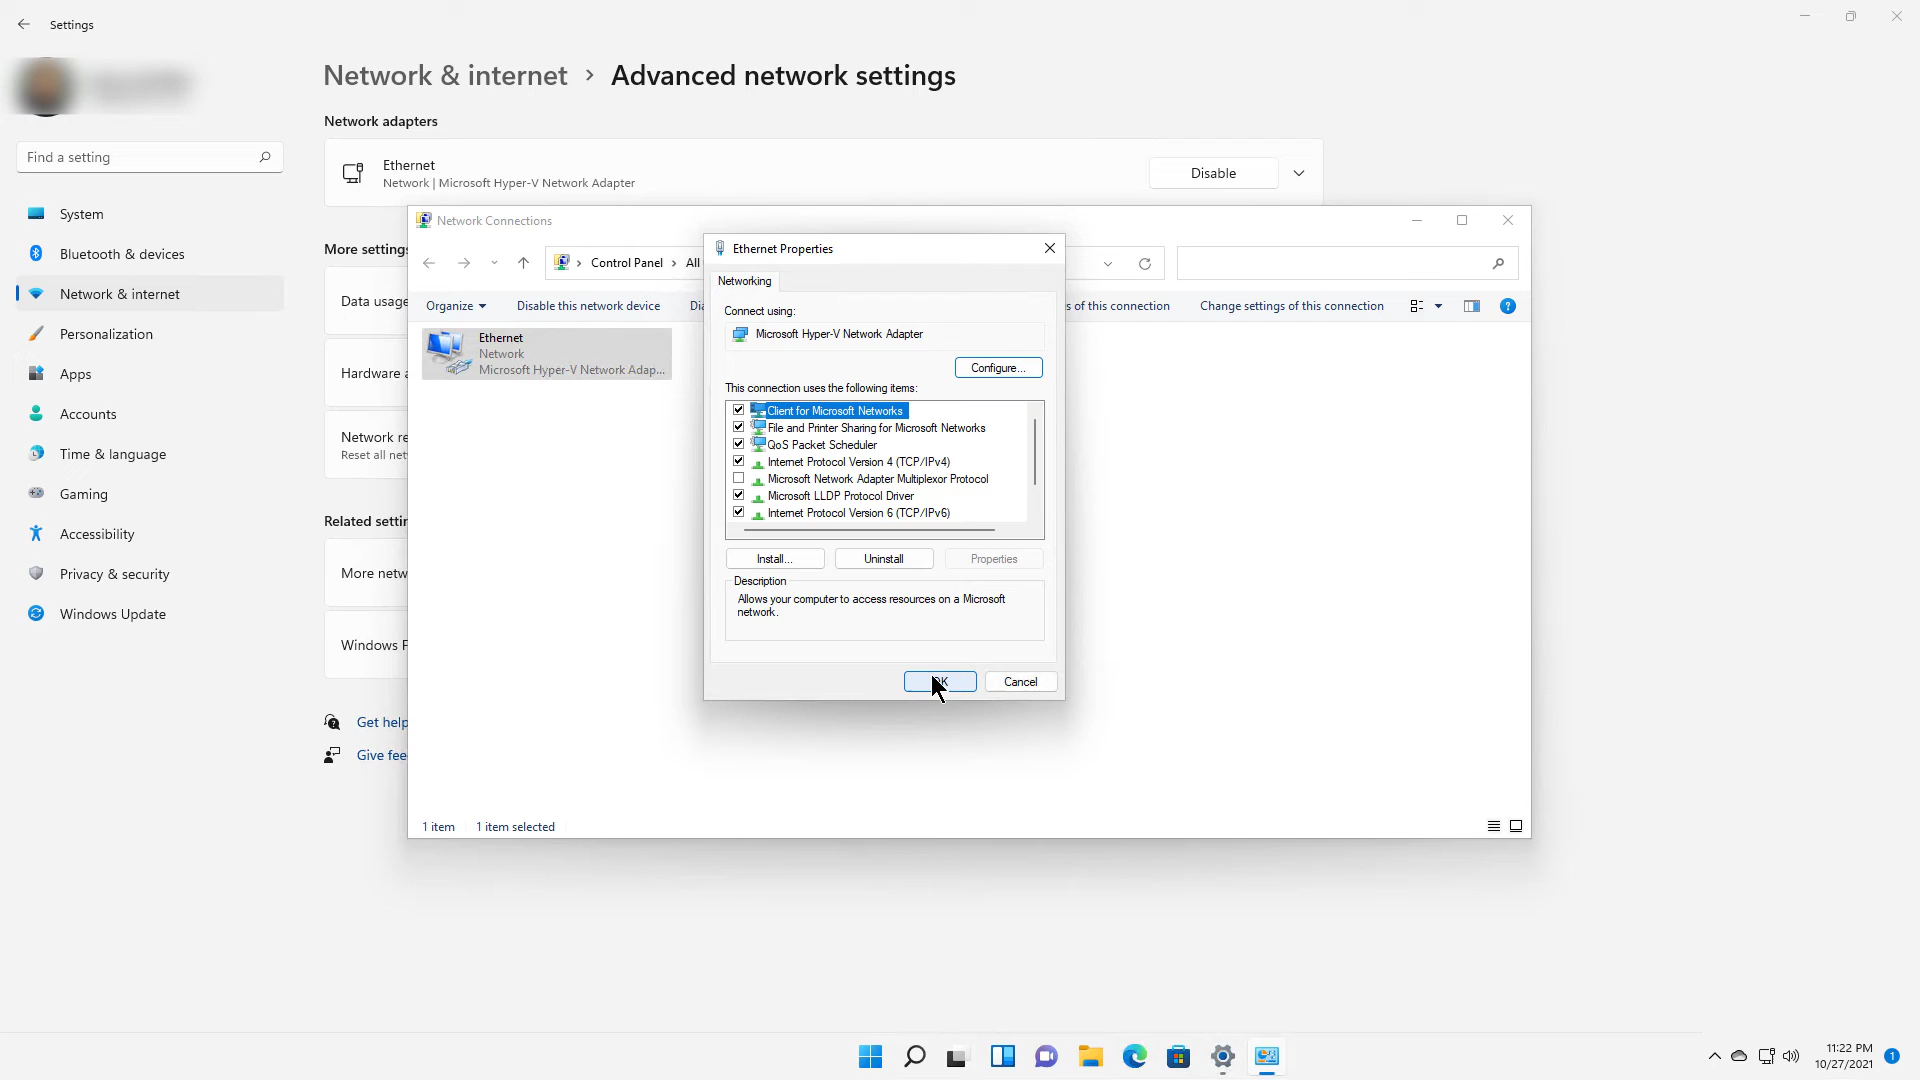 Settings
Network & internet > Advanced network settings
Network adapters
Find a setting
Ethernet
Network | Microsoft Hyper-V Network Adapter
Disable
System
Bluetooth & devices
Network & internet
Personalization
Apps
Accounts
Time & language
Gaming
Accessibility
Privacy & security
Windows Update
More settings
Data usage
Hardware a
Network re
Reset all net
Related settin
More netw
Windows F
Get help
Give fee
Network Connections
Control Panel > All
Organize
Disable this network device
Dia
s of this connection
Change settings of this connection
Ethernet
Network
Microsoft Hyper-V Network Adap...
1 item
1 item selected
Ethernet Properties
Networking
Connect using:
Microsoft Hyper-V Network Adapter
Configure...
This connection uses the following items:
Client for Microsoft Networks
File and Printer Sharing for Microsoft Networks
QoS Packet Scheduler
Internet Protocol Version 4 (TCP/IPv4)
Microsoft Network Adapter Multiplexor Protocol
Microsoft LLDP Protocol Driver
Internet Protocol Version 6 (TCP/IPv6)
Install...
Uninstall
Properties
Description
Allows your computer to access resources on a Microsoft
network.
OK
Cancel
11:22 PM
10/27/2021
1